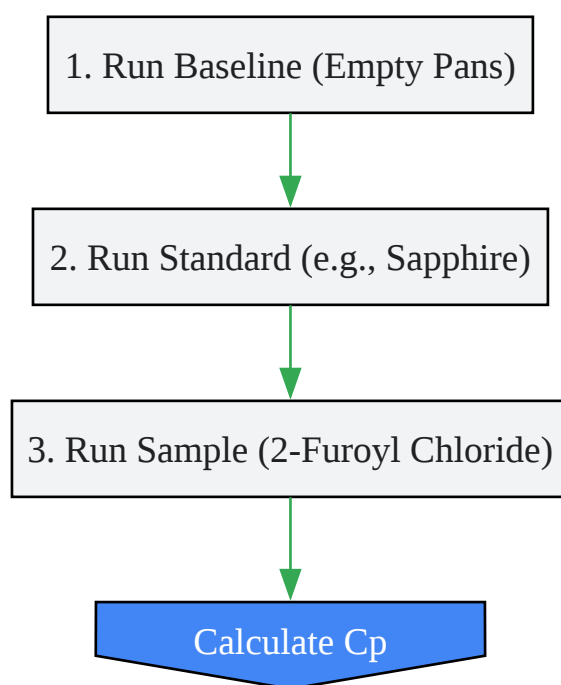 1. Run Baseline (Empty Pans)
2. Run Standard (e.g., Sapphire)
3. Run Sample (2-Furoyl Chloride)
Calculate Cp